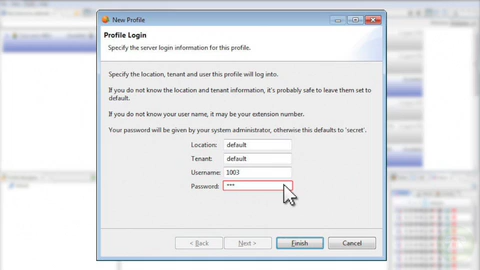 New Profile
Profile Login
Specify the server login information for this profile.
Specify the location, tenant and user this profile will log into.
If you do not know the location and tenant information, it's probably safe to leave them set to
default.
If you do not know your user name, it may be your extension number.
Your password will be given by your system administrator, otherwise this defaults to 'secret'.
Location: default
Tenant: default
Username: 1003
Password: ***
< Back Next > Finish Cancel